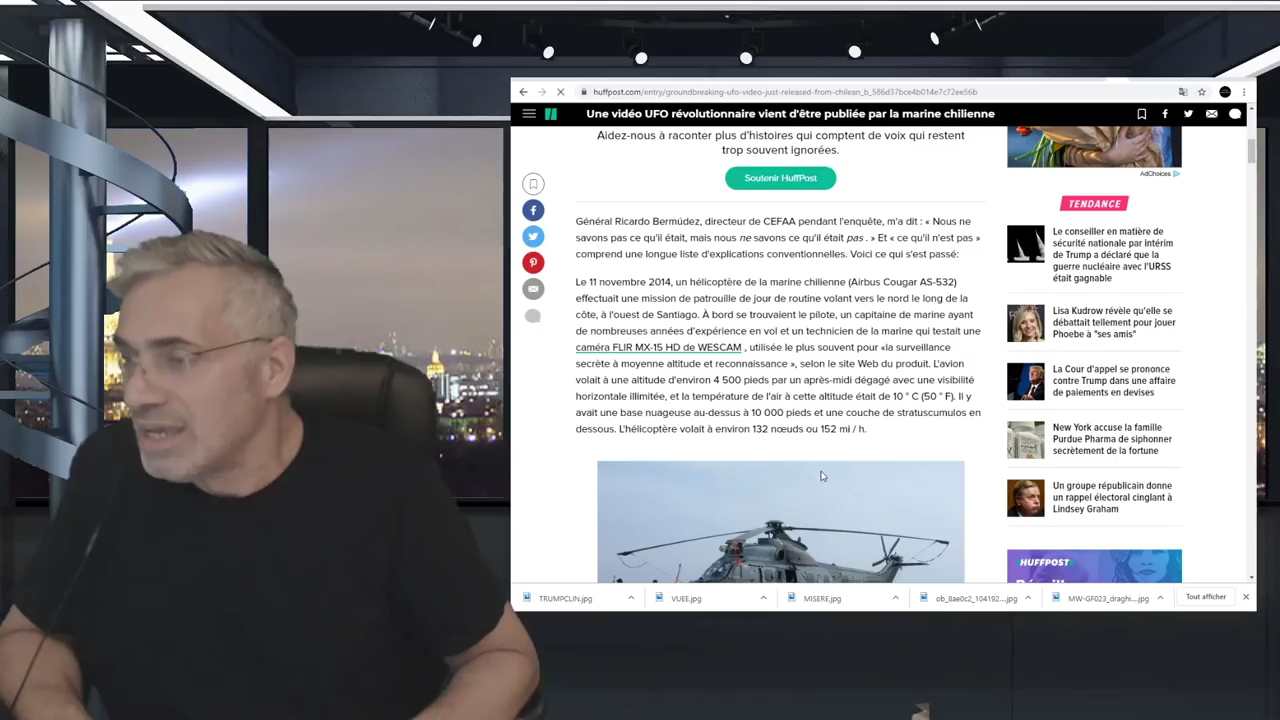 huffpost.com/entry/groundbreaking-ufo-video-just-released-from-chilean_b_586d37bce4b014e7c72ee56b
Une vidéo UFO révolutionnaire vient d'être publiée par la marine chilienne
Aidez-nous à raconter plus d'histoires qui comptent de voix qui restent
trop souvent ignorées.
Soutenir HuffPost
Général Ricardo Bermúdez, directeur de CEFAA pendant l'enquête, m'a dit : « Nous ne
savons pas ce qu'il était, mais nous ne savons ce qu'il était pas . » Et « ce qu'il n'est pas »
comprend une longue liste d'explications conventionnelles. Voici ce qui s'est passé:
Le 11 novembre 2014, un hélicoptère de la marine chilienne (Airbus Cougar AS-532)
effectuait une mission de patrouille de jour de routine volant vers le nord le long de la
côte, à l'ouest de Santiago. À bord se trouvaient le pilote, un capitaine de marine ayant
de nombreuses années d'expérience en vol et un technicien de la marine qui testait une
caméra FLIR MX-15 HD de WESCAM , utilisée le plus souvent pour «la surveillance
secrète à moyenne altitude et reconnaissance », selon le site Web du produit. L'avion
volait à une altitude d'environ 4 500 pieds par un après-midi dégagé avec une visibilité
horizontale illimitée, et la température de l'air à cette altitude était de 10 ° C (50 ° F). Il y
avait une base nuageuse au-dessus à 10 000 pieds et une couche de stratuscumulos en
dessous. L'hélicoptère volait à environ 132 nœuds ou 152 mi / h.
AdChoices
TENDANCE
Le conseiller en matière de
sécurité nationale par intérim
de Trump a déclaré que la
guerre nucléaire avec l'URSS
était gagnable
Lisa Kudrow révèle qu'elle se
débattait tellement pour jouer
Phoebe à "ses amis"
La Cour d'appel se prononce
contre Trump dans une affaire
de paiements en devises
New York accuse la famille
Purdue Pharma de siphonner
secrètement de la fortune
Un groupe républicain donne
un rappel électoral cinglant à
Lindsey Graham
HUFFPOST
TRUMPCLIN.jpg
VUEE.jpg
MISERE.jpg
ob_8ae0c2_104192....jpg
MW-GF023_draghi...jpg
Tout afficher